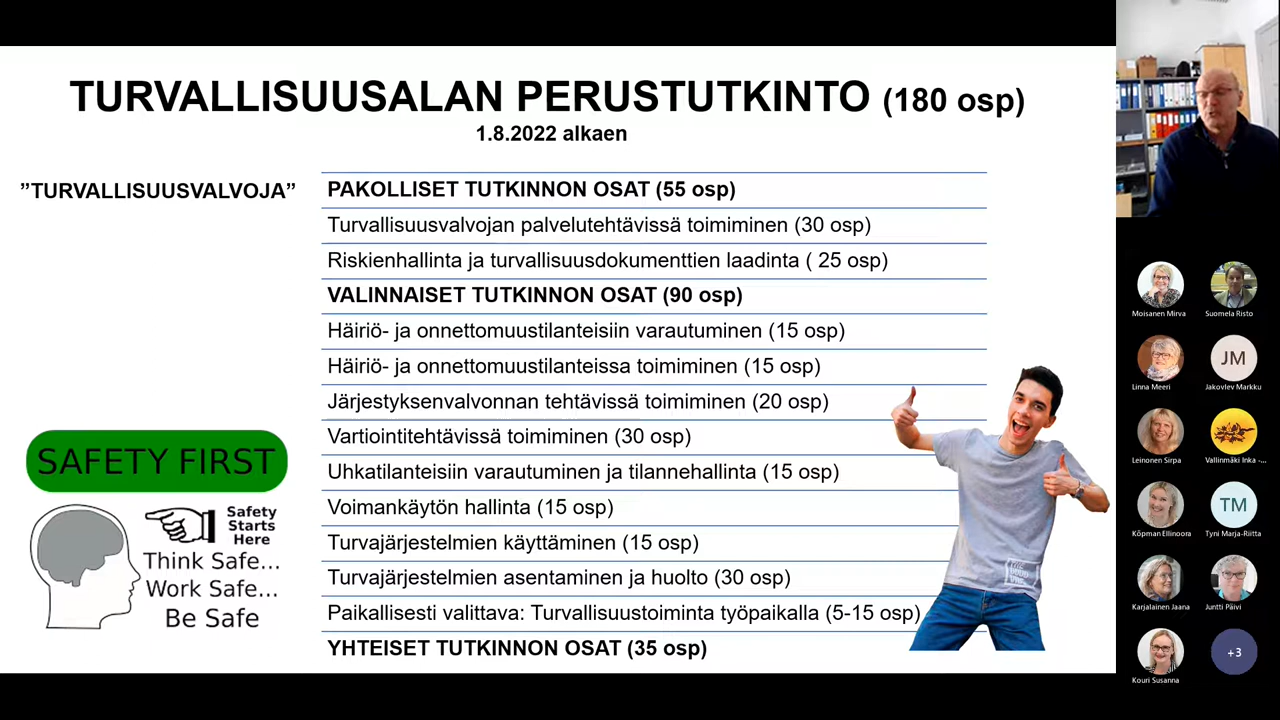 TURVALLISUUSALAN PERUSTUTKINTO (180 osp)
1.8.2022 alkaen
”TURVALLISUUSVALVOJA”
PAKOLLISET TUTKINNON OSAT (55 osp)
Turvallisuusvalvojan palvelutehtävissä toimiminen (30 osp)
Riskienhallinta ja turvallisuusdokumenttien laadinta ( 25 osp)
VALINNAISET TUTKINNON OSAT (90 osp)
Häiriö- ja onnettomuustilanteisiin varautuminen (15 osp)
Häiriö- ja onnettomuustilanteissa toimiminen (15 osp)
Järjestyksenvalvonnan tehtävissä toimiminen (20 osp)
Vartiointitehtävissä toimiminen (30 osp)
Uhkatilanteisiin varautuminen ja tilannehallinta (15 osp)
Voimankäytön hallinta (15 osp)
Turvajärjestelmien käyttäminen (15 osp)
Turvajärjestelmien asentaminen ja huolto (30 osp)
Paikallisesti valittava: Turvallisuustoiminta työpaikalla (5-15 osp)
YHTEISET TUTKINNON OSAT (35 osp)
SAFETY FIRST
Safety
Starts
Here
Think Safe...
Work Safe...
Be Safe
Moisanen Mirva
Suomela Risto
Linna Meeri
JM
Jakovlev Markku
Leinonen Sirpa
Vallinmäki Inka -...
Köpman Ellinoora
TM
Tyni Marja-Riitta
Karjalainen Jaana
Juntti Päivi
Kouri Susanna
+3